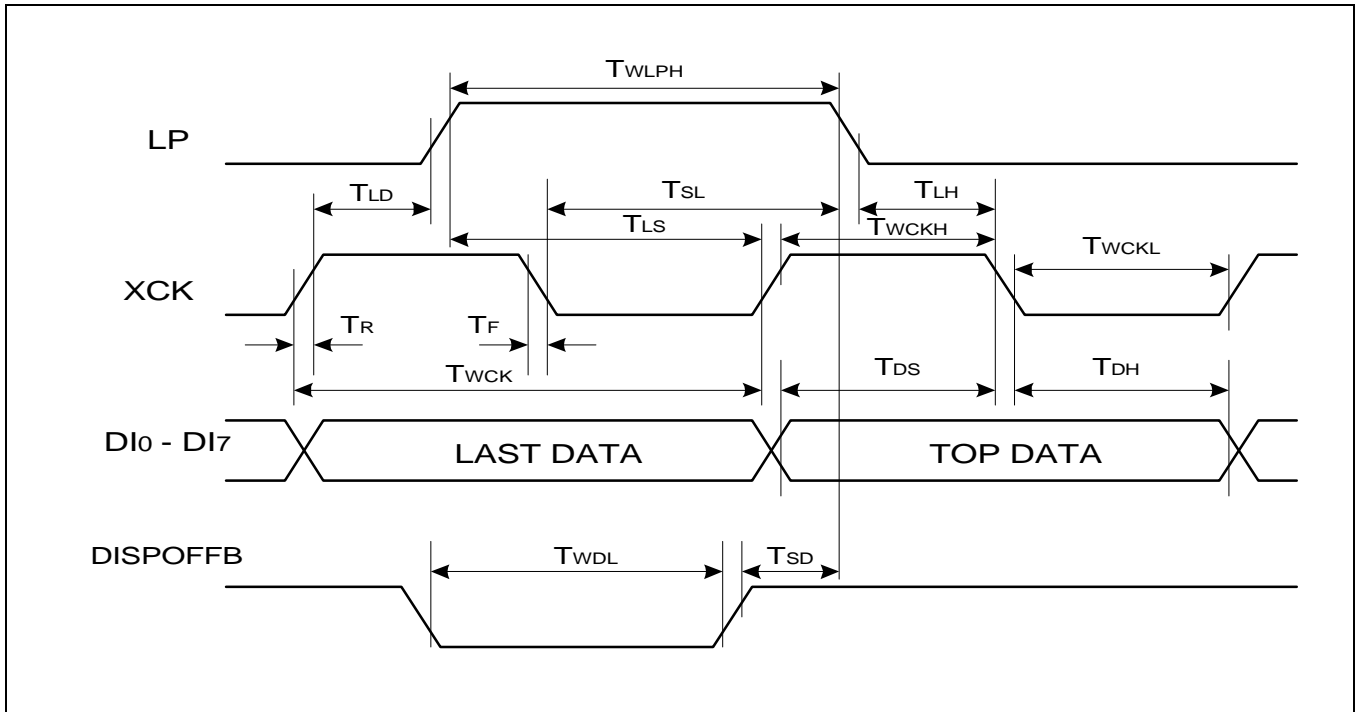 TWLPH
LP
TLD
TSL
TLH
TLS
TWCKH
TWCKL
XCK
TR
TF
TWCK
TDS
TDH
DI0 - DI7
LAST DATA
TOP DATA
DISPOFFB
TWDL
TSD